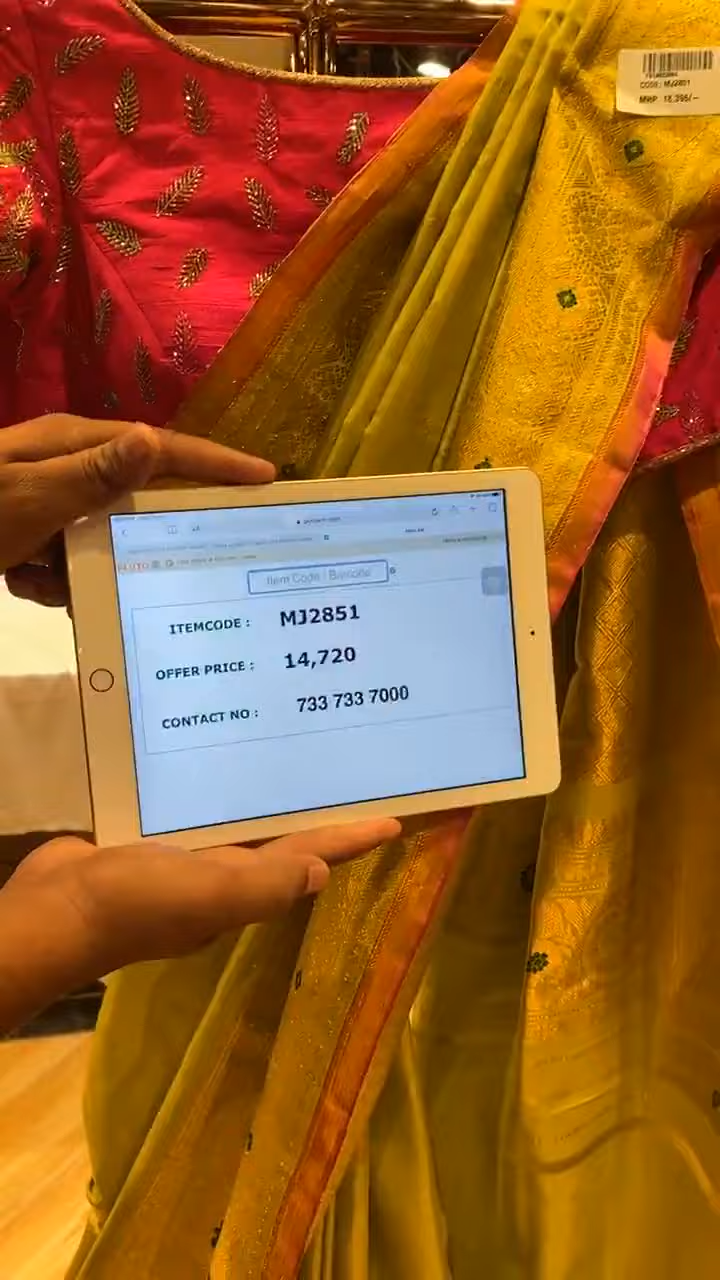 CODE: MJ2851
MRP 18,395/-
Item Code / Barcode
ITEMCODE : MJ2851
OFFER PRICE : 14,720
CONTACT NO : 733 733 7000